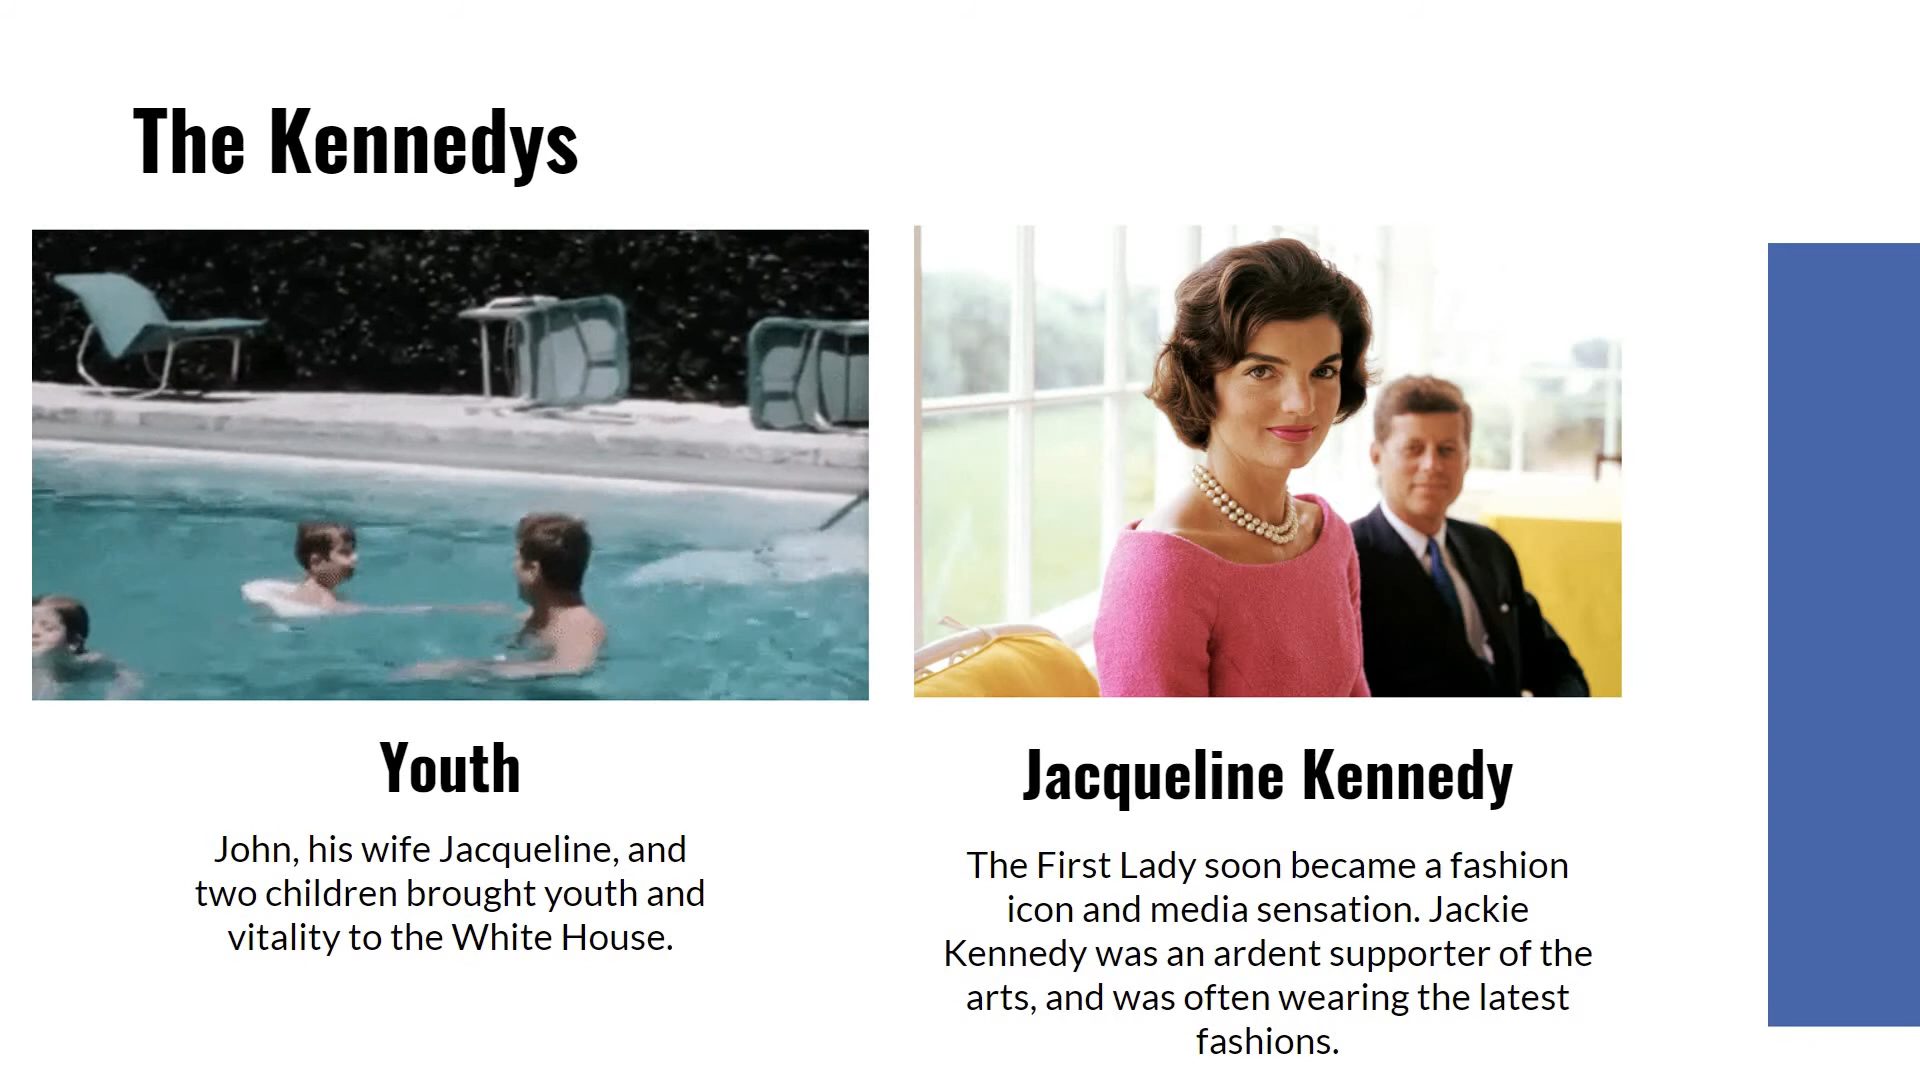 The Kennedys
Youth
John, his wife Jacqueline, and
two children brought youth and
vitality to the White House.
Jacqueline Kennedy
The First Lady soon became a fashion
icon and media sensation. Jackie
Kennedy was an ardent supporter of the
arts, and was often wearing the latest
fashions.